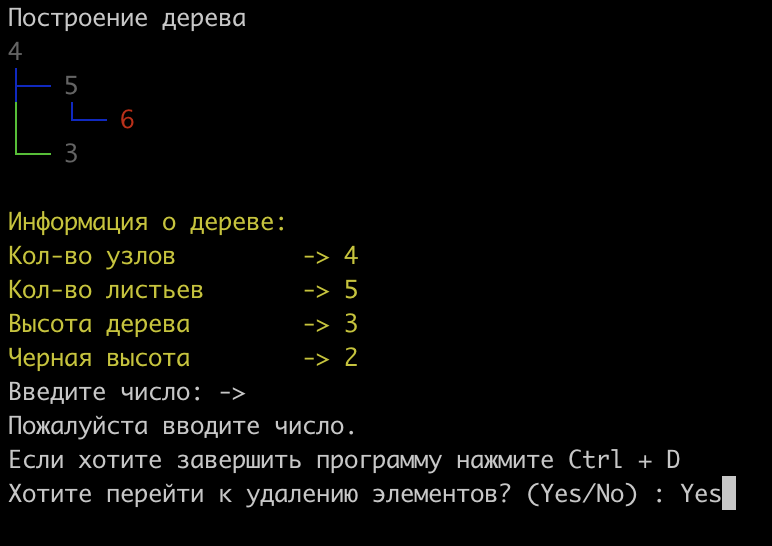 Построение дерева
4
5
6
3
Информация о дереве:
Кол-во узлов -> 4
Кол-во листьев -> 5
Высота дерева -> 3
Черная высота -> 2
Введите число: ->
Пожалуйста вводите число.
Если хотите завершить программу нажмите Ctrl + D
Хотите перейти к удалению элементов? (Yes/No) : Yes